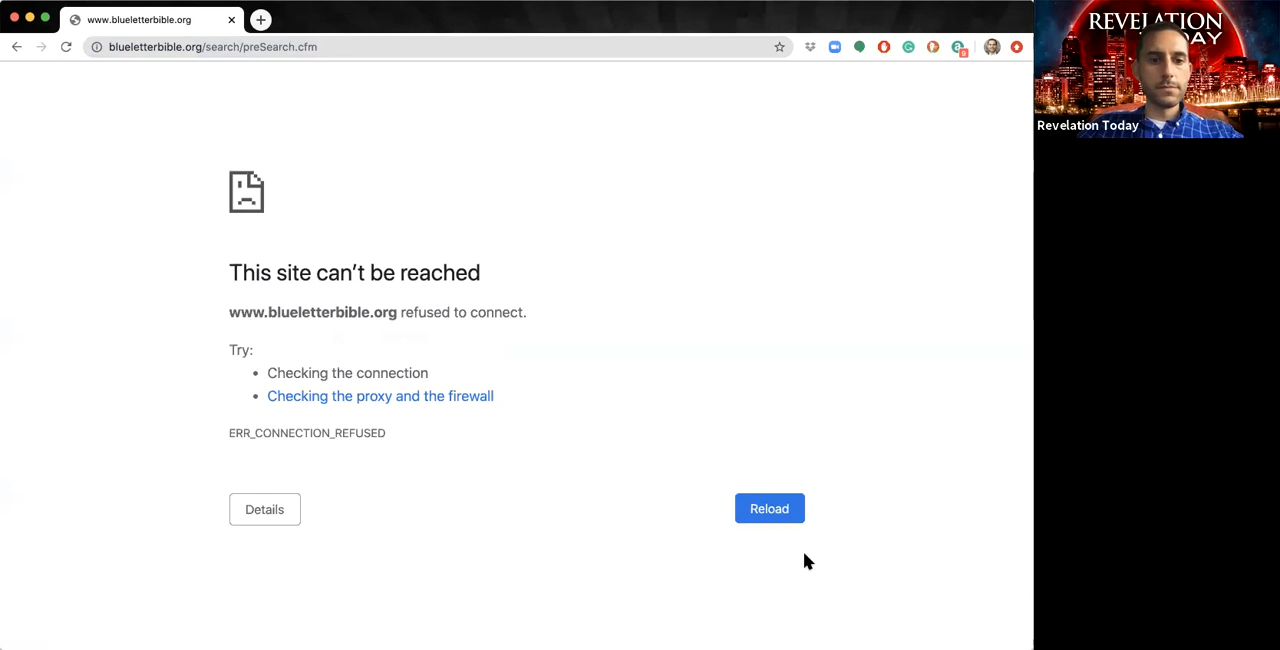 www.blueletterbible.org
blueletterbible.org/search/preSearch.cfm
This site can’t be reached
www.blueletterbible.org refused to connect.
Try:
• Checking the connection
• Checking the proxy and the firewall
ERR_CONNECTION_REFUSED
Details
Reload
REVELATION
Revelation Today